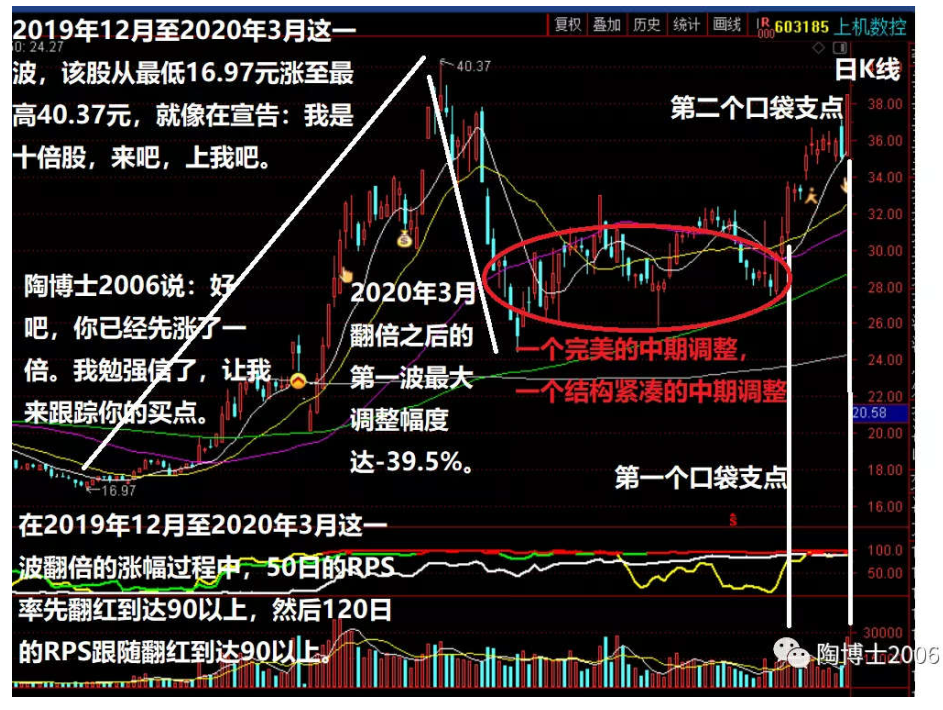 2019年12月至2020年3月这一
波，该股从最低16.97元涨至最
高40.37元，就像在宣告：我是
十倍股，来吧，上我吧。
复权 叠加 历史 统计 画线
R 603185 上机数控
日K线
40.37
第二个口袋支点
38.00
36.00
34.00
32.00
30.00
28.00
26.00
24.00
22.00
20.58
20.00
18.00
16.00
陶博士2006说：好
吧，你已经先涨了一
倍。我勉强信了，让我
来跟踪你的买点。
2020年3月
翻倍之后的
第一波最大
调整幅度
达-39.5%。
一个完美的中期调整，
一个结构紧凑的中期调整
第一个口袋支点
16.97
在2019年12月至2020年3月这一
波翻倍的涨幅过程中，50日的RPS
率先翻红到达90以上，然后120日
的RPS跟随翻红到达90以上。
100.0
50.00
30000
陶博士2006